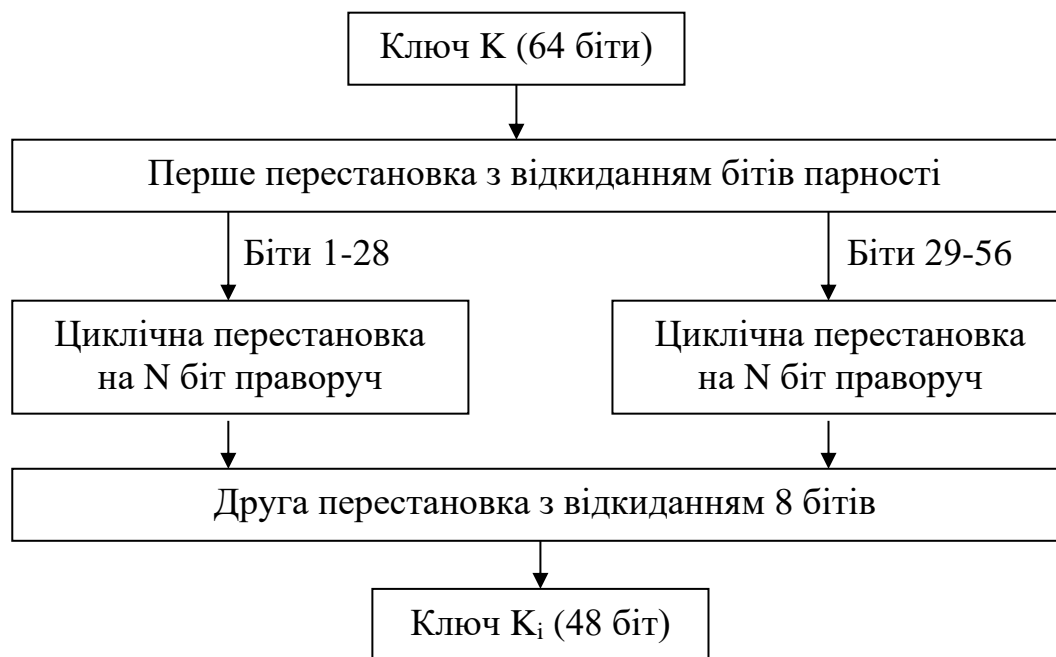 Ключ K (64 біти)
Перше перестановка з відкиданням бітів парності
Біти 1-28
Біти 29-56
Циклічна перестановка
на N біт праворуч
Циклічна перестановка
на N біт праворуч
Друга перестановка з відкиданням 8 бітів
Ключ Kᵢ (48 біт)